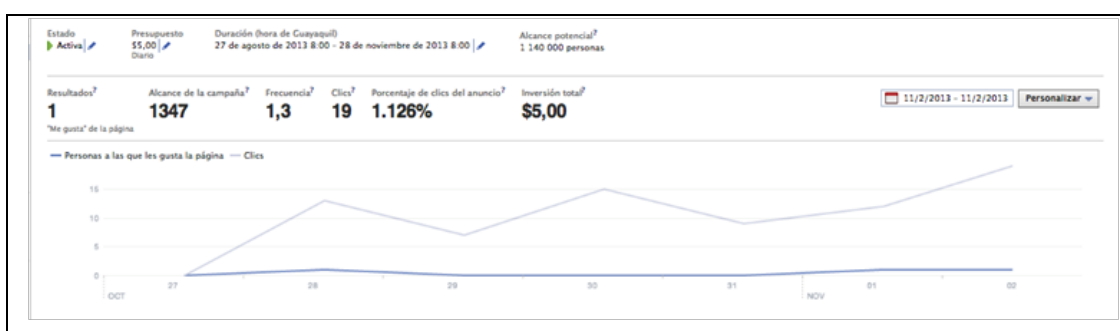 Estado
Activa
Presupuesto
$5,00
Diario
Duración (hora de Guayaquil)
27 de agosto de 2013 8:00 - 28 de noviembre de 2013 8:00
Alcance potencial?
1 140 000 personas
Resultados?
1
"Me gusta" de la página
Alcance de la campaña?
1347
Frecuencia?
1,3
Clics?
19
Porcentaje de clics del anuncio?
1.126%
Inversión total?
$5,00
11/2/2013 - 11/2/2013
Personalizar
Personas a las que les gusta la página
Clics
15
10
5
0
27
28
29
30
31
01
02
OCT
NOV